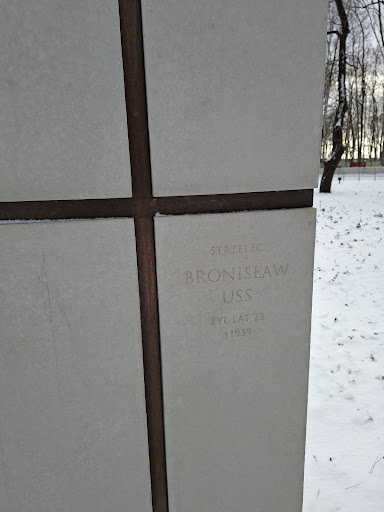 STRZELEC
BRONiSŁAW
USS
ŻYŁ LAT 23
†1939